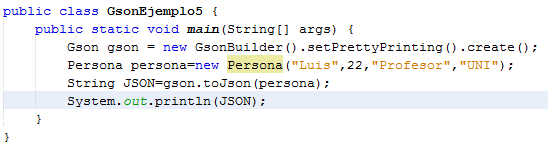 public class GsonEjemplo5 {
public static void main(String[] args) {
Gson gson = new GsonBuilder().setPrettyPrinting().create();
Persona persona=new Persona("Luis",22,"Profesor","UNI");
String JSON=gson.toJson(persona);
System.out.println(JSON);
}
}